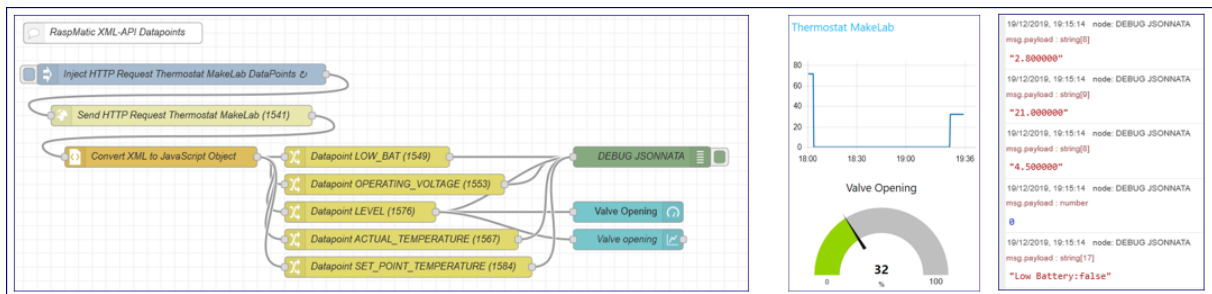 RaspMatic XML-API Datapoints
Inject HTTP Request Thermostat MakeLab DataPoints ↻
Send HTTP Request Thermostat MakeLab (1541)
Convert XML to JavaScript Object
Datapoint LOW_BAT (1549)
DEBUG JSONNATA
Datapoint OPERATING_VOLTAGE (1553)
Datapoint LEVEL (1576)
Valve Opening
Datapoint ACTUAL_TEMPERATURE (1567)
Valve opening
Datapoint SET_POINT_TEMPERATURE (1584)
Thermostat MakeLab
80
60
40
20
0
18:00 18:30 19:00 19:36
Valve Opening
32
0 % 100
19/12/2019, 19:15:14 node: DEBUG JSONNATA
msg.payload : string[8]
"2.800000"
19/12/2019, 19:15:14 node: DEBUG JSONNATA
msg.payload : string[9]
"21.000000"
19/12/2019, 19:15:14 node: DEBUG JSONNATA
msg.payload : string[8]
"4.500000"
19/12/2019, 19:15:14 node: DEBUG JSONNATA
msg.payload : number
0
19/12/2019, 19:15:14 node: DEBUG JSONNATA
msg.payload : string[17]
"Low Battery:false"